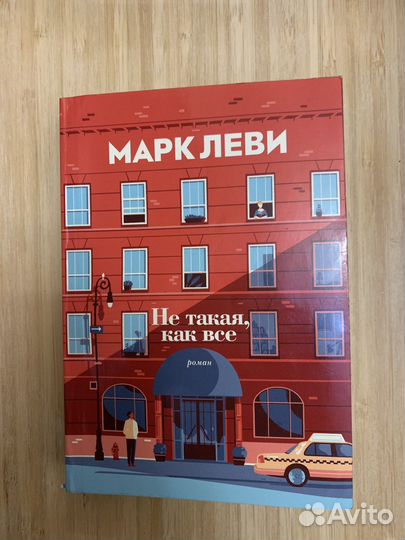 МАРК ЛЕВИ
Не такая,
как все
роман
Avito